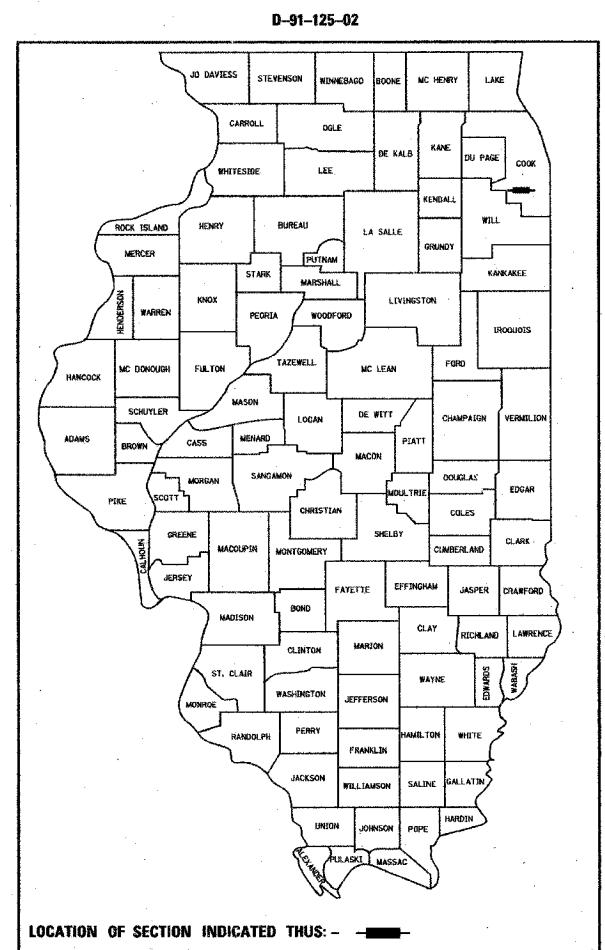 D-91-125-02
JO DAVIESS STEVENSON WINNEBAGO BOONE MC HENRY LAKE
CARROLL OGLE
DE KALB KANE DU PAGE COOK
WHITESIDE LEE
KENDALL
ROCK ISLAND HENRY BUREAU LA SALLE GRUNDY WILL
MERCER PUTNAM
STARK MARSHALL KANKAKEE
HENDERSON WARREN KNOX PEORIA WOODFORD LIVINGSTON IROQUOIS
HANCOCK MC DONOUGH FULTON TAZEWELL MC LEAN FORD
MASON
SCHUYLER LOGAN DE WITT CHAMPAIGN VERMILION
ADAMS BROWN CASS MENARD PIATT
MACON
MORGAN SANGAMON DOUGLAS
PIKE SCOTT CHRISTIAN MOULTRIE EDGAR
COLES
GREENE SHELBY
CALHOUN MACOUPIN MONTGOMERY CUMBERLAND CLARK
JERSEY
FAYETTE EFFINGHAM JASPER CRAWFORD
MADISON BOND
CLAY RICHLAND LAWRENCE
CLINTON MARION
ST. CLAIR WAYNE EDWARDS WABASH
WASHINGTON JEFFERSON
MONROE
RANDOLPH PERRY HAMILTON WHITE
FRANKLIN
JACKSON WILLIAMSON SALINE GALLATIN
UNION JOHNSON POPE HARDIN
ALEXANDER PULASKI MASSAC
LOCATION OF SECTION INDICATED THUS: -